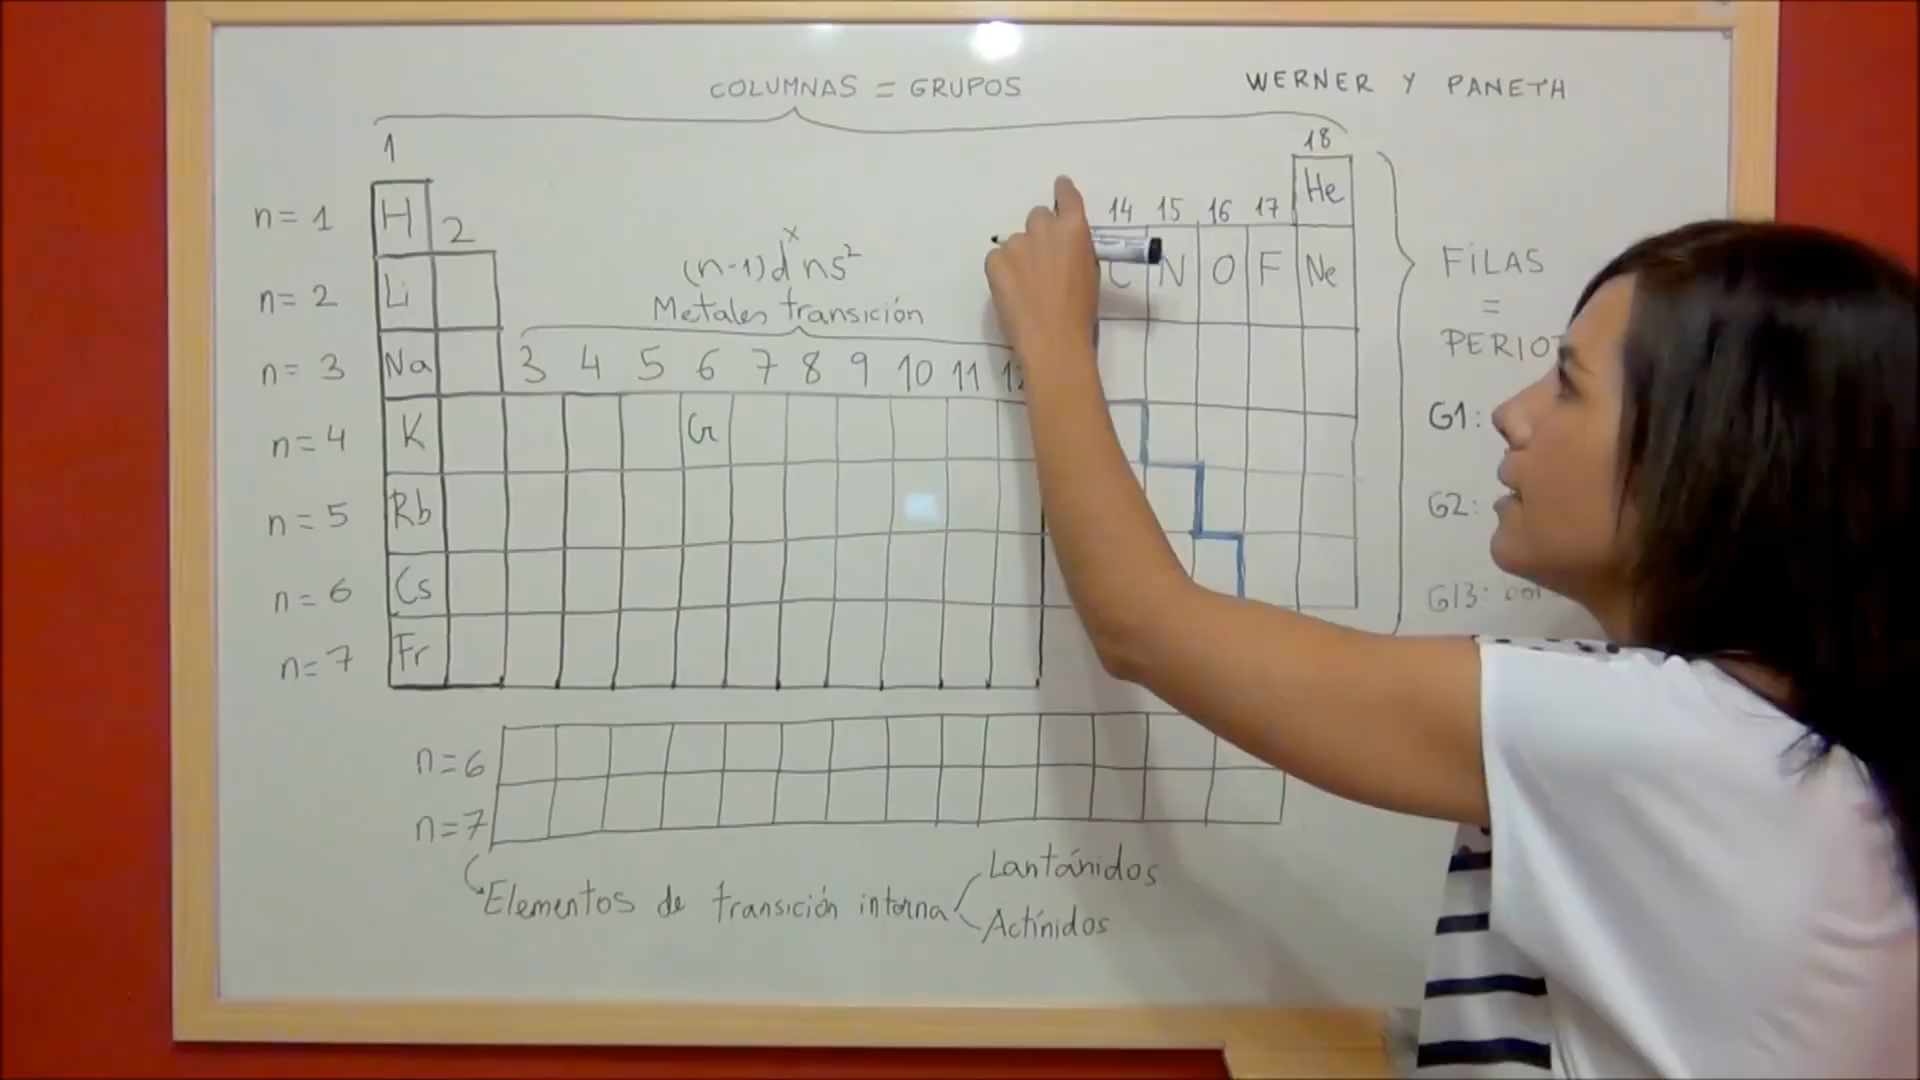 COLUMNAS = GRUPOS
WERNER Y PANETH
1
18
n= 1
H
2
14 15 16 17
He
(n-1)dˣns²
n= 2
Li
Metales transición
C N O F Ne
FILAS
=
n= 3
Na
3 4 5 6 7 8 9 10 11
n= 4
K
Cr
G1:
n= 5
Rb
G2:
n= 6
Cs
G13:
n= 7
Fr
n=6
n=7
Elementos de transición interna
Lantánidos
Actínidos